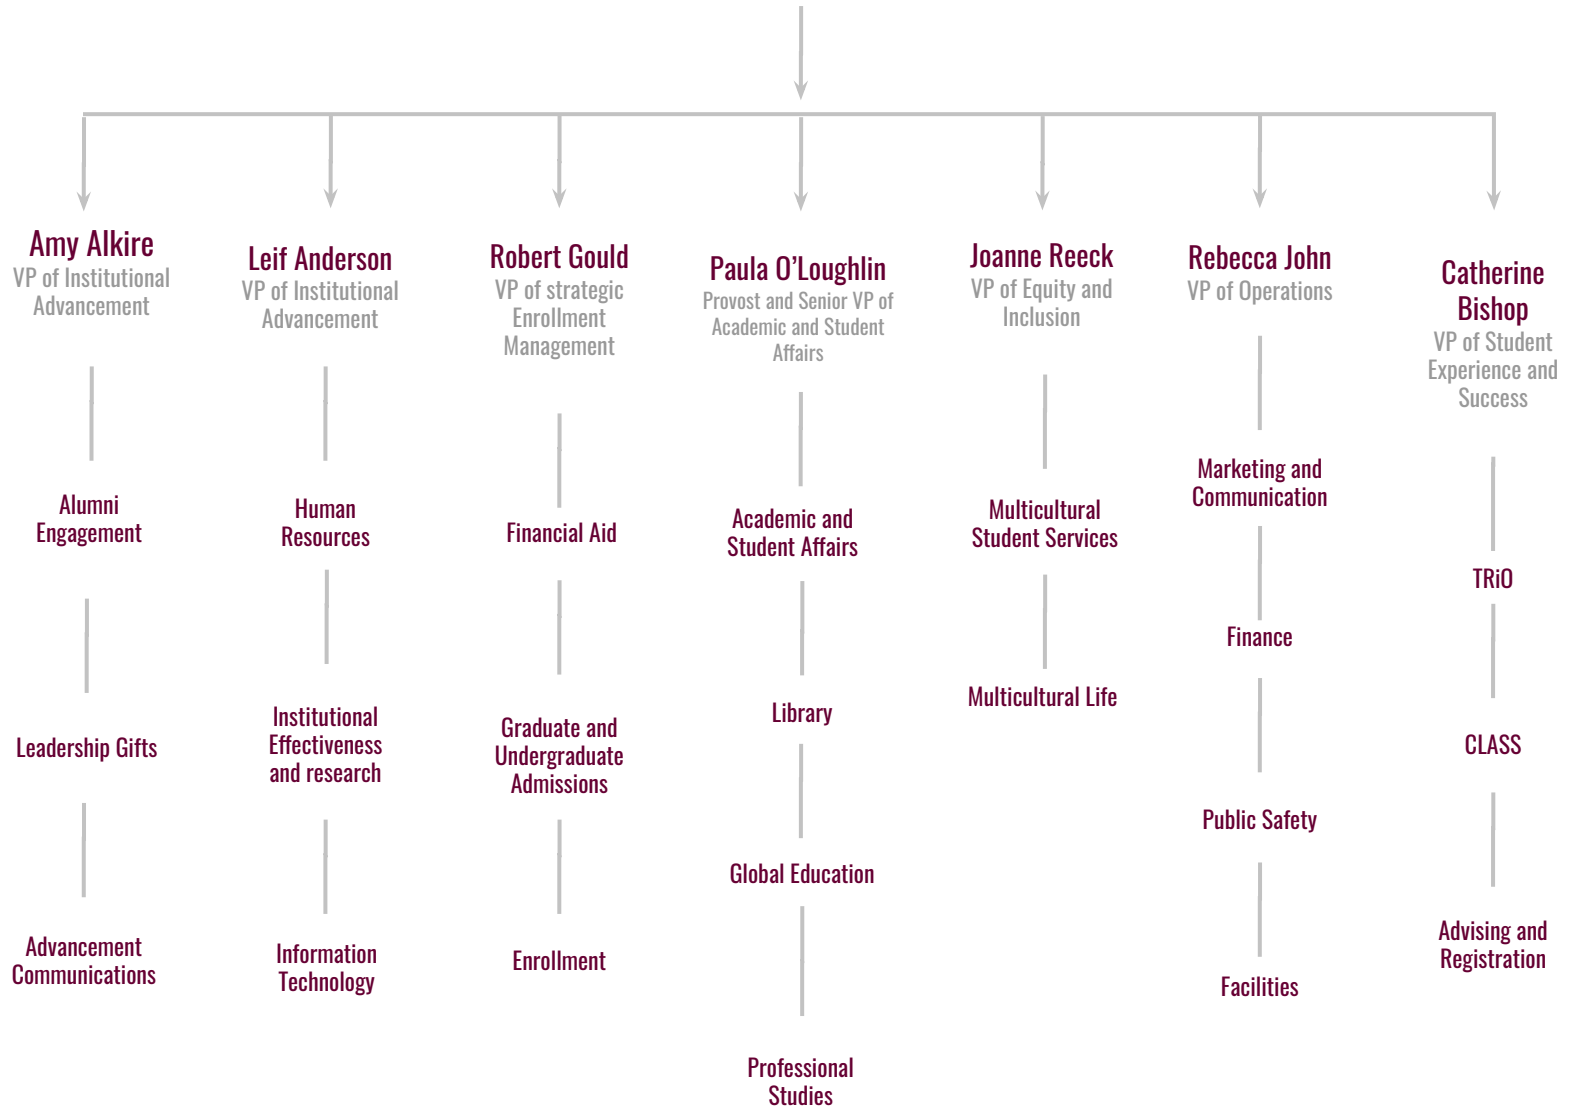 Amy Alkire
VP of Institutional
Advancement
Alumni
Engagement
Leadership Gifts
Advancement
Communications
Leif Anderson
VP of Institutional
Advancement
Human
Resources
Institutional
Effectiveness
and research
Information
Technology
Robert Gould
VP of strategic
Enrollment
Management
Financial Aid
Graduate and
Undergraduate
Admissions
Enrollment
Paula O’Loughlin
Provost and Senior VP of
Academic and Student
Affairs
Academic and
Student Affairs
Library
Global Education
Professional
Studies
Joanne Reeck
VP of Equity and
Inclusion
Multicultural
Student Services
Multicultural Life
Rebecca John
VP of Operations
Marketing and
Communication
Finance
Public Safety
Facilities
Catherine
Bishop
VP of Student
Experience and
Success
TRiO
CLASS
Advising and
Registration